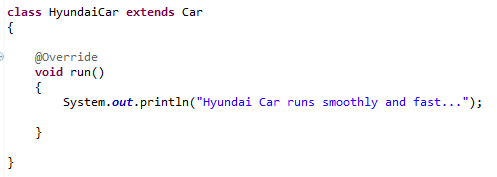 class HyundaiCar extends Car
{
@Override
void run()
{
System.out.println("Hyundai Car runs smoothly and fast...");
}
}